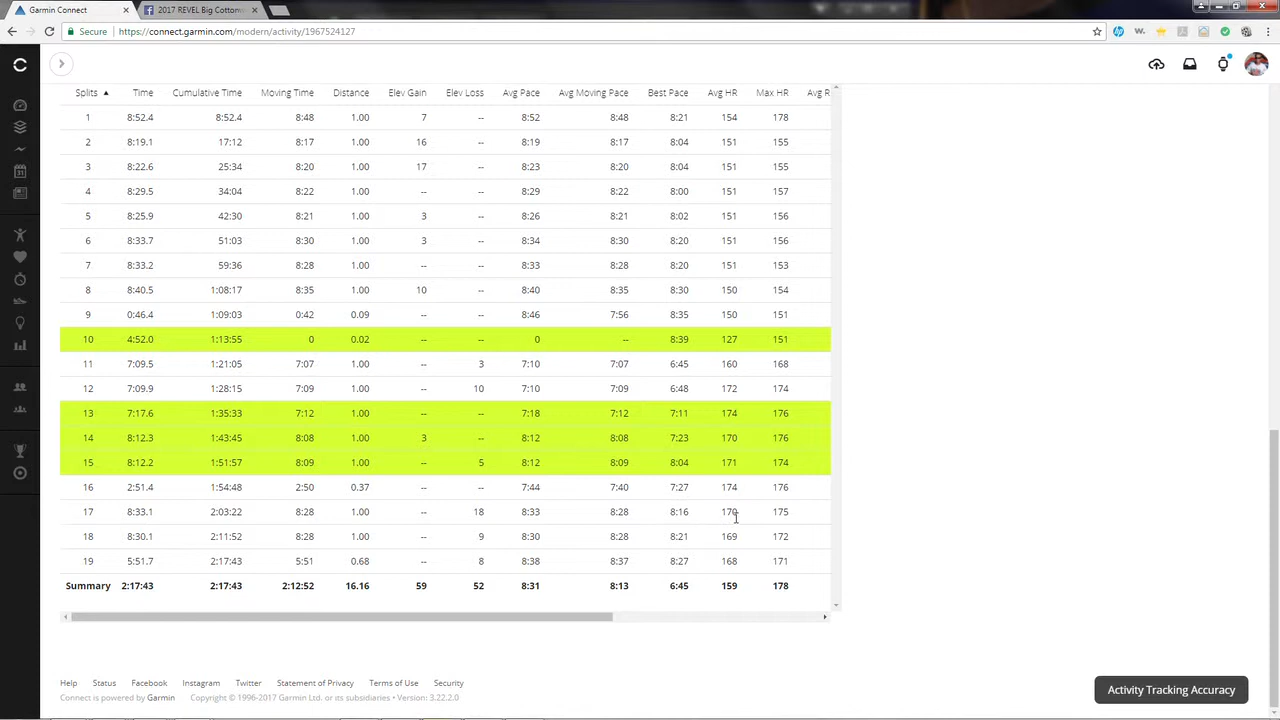 Garmin Connect × 2017 REVEL Big Cottonw ×
Secure https://connect.garmin.com/modern/activity/1967524127
Splits ▲ Time Cumulative Time Moving Time Distance Elev Gain Elev Loss Avg Pace Avg Moving Pace Best Pace Avg HR Max HR Avg R
1 8:52.4 8:52.4 8:48 1.00 7 -- 8:52 8:48 8:21 154 178
2 8:19.1 17:12 8:17 1.00 16 -- 8:19 8:17 8:04 151 155
3 8:22.6 25:34 8:20 1.00 17 -- 8:23 8:20 8:04 151 155
4 8:29.5 34:04 8:22 1.00 -- -- 8:29 8:22 8:00 151 157
5 8:25.9 42:30 8:21 1.00 3 -- 8:26 8:21 8:02 151 156
6 8:33.7 51:03 8:30 1.00 3 -- 8:34 8:30 8:20 151 156
7 8:33.2 59:36 8:28 1.00 -- -- 8:33 8:28 8:20 151 153
8 8:40.5 1:08:17 8:35 1.00 10 -- 8:40 8:35 8:30 150 154
9 0:46.4 1:09:03 0:42 0.09 -- -- 8:46 7:56 8:35 150 151
10 4:52.0 1:13:55 0 0.02 -- -- 0 -- 8:39 127 151
11 7:09.5 1:21:05 7:07 1.00 -- 3 7:10 7:07 6:45 160 168
12 7:09.9 1:28:15 7:09 1.00 -- 10 7:10 7:09 6:48 172 174
13 7:17.6 1:35:33 7:12 1.00 -- -- 7:18 7:12 7:11 174 176
14 8:12.3 1:43:45 8:08 1.00 3 -- 8:12 8:08 7:23 170 176
15 8:12.2 1:51:57 8:09 1.00 -- 5 8:12 8:09 8:04 171 174
16 2:51.4 1:54:48 2:50 0.37 -- -- 7:44 7:40 7:27 174 176
17 8:33.1 2:03:22 8:28 1.00 -- 18 8:33 8:28 8:16 170 175
18 8:30.1 2:11:52 8:28 1.00 -- 9 8:30 8:28 8:21 169 172
19 5:51.7 2:17:43 5:51 0.68 -- 8 8:38 8:37 8:27 168 171
Summary 2:17:43 2:17:43 2:12:52 16.16 59 52 8:31 8:13 6:45 159 178
Help Status Facebook Instagram Twitter Statement of Privacy Terms of Use Security
Connect is powered by Garmin Copyright © 1996-2017 Garmin Ltd. or its subsidiaries • Version: 3.22.2.0
Activity Tracking Accuracy